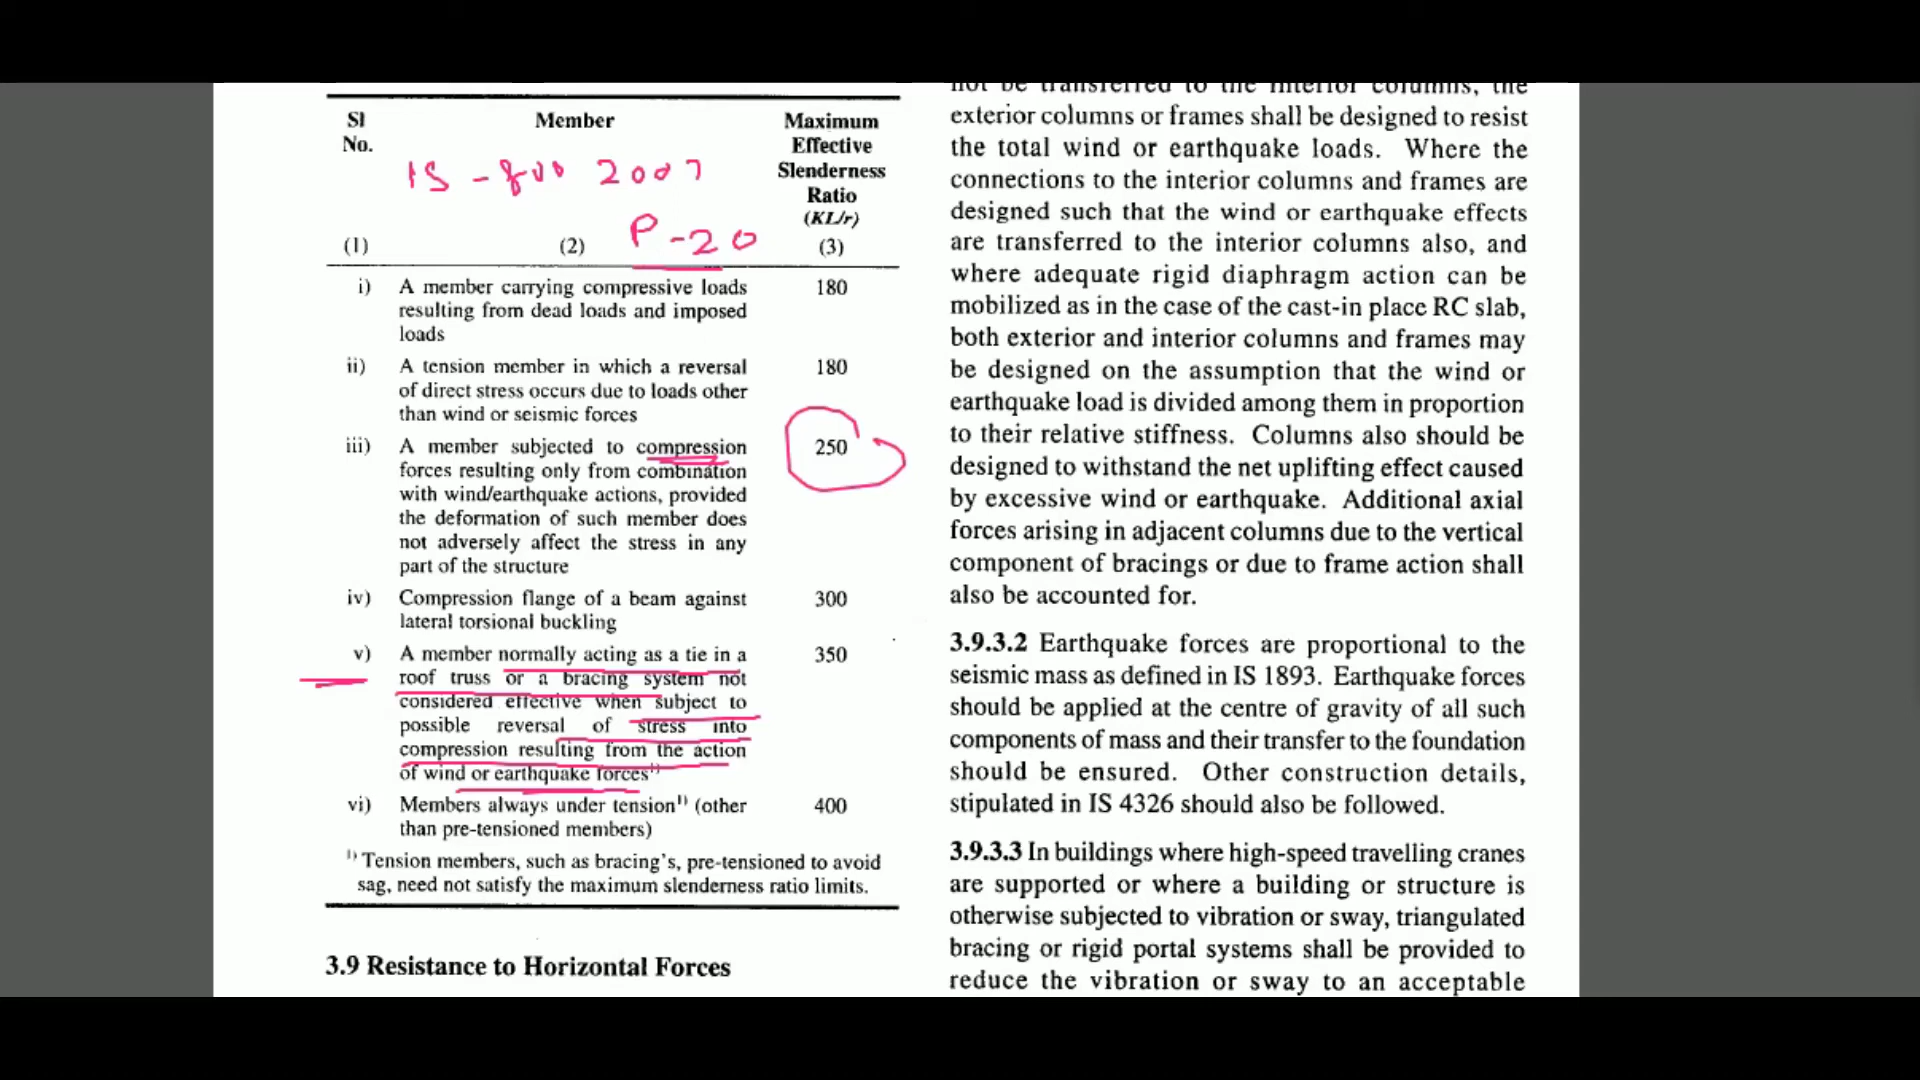 Sl
No.
Member
Maximum
Effective
Slenderness
Ratio
(KL/r)
IS - 800 2007
P - 20
(1) (2) (3)
i) A member carrying compressive loads 180
resulting from dead loads and imposed
loads
ii) A tension member in which a reversal 180
of direct stress occurs due to loads other
than wind or seismic forces
iii) A member subjected to compression 250
forces resulting only from combination
with wind/earthquake actions, provided
the deformation of such member does
not adversely affect the stress in any
part of the structure
iv) Compression flange of a beam against 300
lateral torsional buckling
v) A member normally acting as a tie in a 350
roof truss or a bracing system not
considered effective when subject to
possible reversal of stress into
compression resulting from the action
of wind or earthquake forces¹⁾
vi) Members always under tension¹⁾ (other 400
than pre-tensioned members)
¹⁾ Tension members, such as bracing's, pre-tensioned to avoid
sag, need not satisfy the maximum slenderness ratio limits.
3.9 Resistance to Horizontal Forces
not be transferred to the interior columns, the
exterior columns or frames shall be designed to resist
the total wind or earthquake loads. Where the
connections to the interior columns and frames are
designed such that the wind or earthquake effects
are transferred to the interior columns also, and
where adequate rigid diaphragm action can be
mobilized as in the case of the cast-in place RC slab,
both exterior and interior columns and frames may
be designed on the assumption that the wind or
earthquake load is divided among them in proportion
to their relative stiffness. Columns also should be
designed to withstand the net uplifting effect caused
by excessive wind or earthquake. Additional axial
forces arising in adjacent columns due to the vertical
component of bracings or due to frame action shall
also be accounted for.
3.9.3.2 Earthquake forces are proportional to the
seismic mass as defined in IS 1893. Earthquake forces
should be applied at the centre of gravity of all such
components of mass and their transfer to the foundation
should be ensured. Other construction details,
stipulated in IS 4326 should also be followed.
3.9.3.3 In buildings where high-speed travelling cranes
are supported or where a building or structure is
otherwise subjected to vibration or sway, triangulated
bracing or rigid portal systems shall be provided to
reduce the vibration or sway to an acceptable